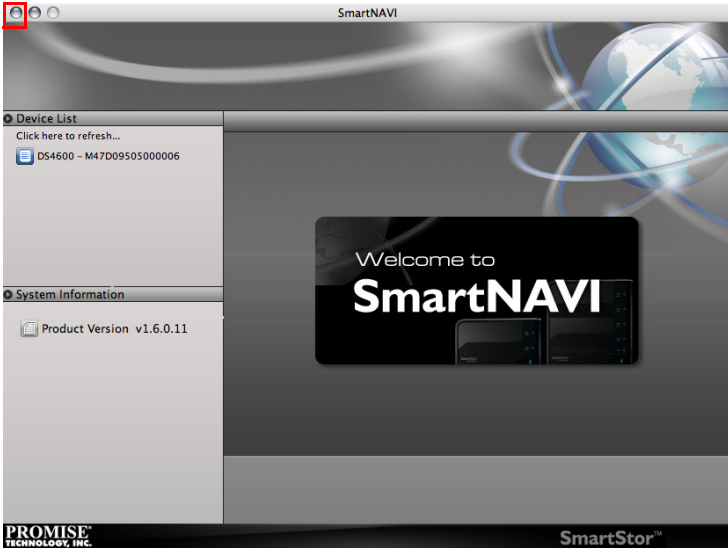 SmartNAVI
Device List
Click here to refresh...
DS4600 - M47D09505000006
System Information
Product Version v1.6.0.11
Welcome to
SmartNAVI
PROMISE®
TECHNOLOGY, INC.
SmartStor™